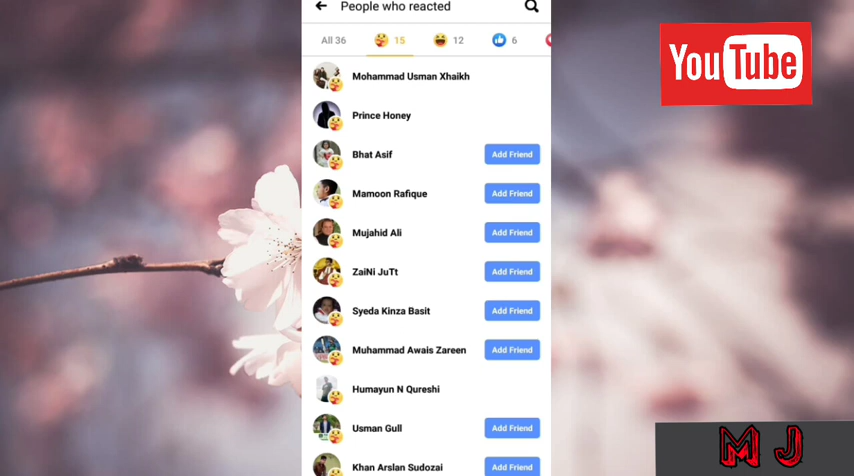 People who reacted
All 36
15
12
6
Mohammad Usman Xhaikh
Prince Honey
Bhat Asif
Add Friend
Mamoon Rafique
Add Friend
Mujahid Ali
Add Friend
ZaiNi JuTt
Add Friend
Syeda Kinza Basit
Add Friend
Muhammad Awais Zareen
Add Friend
Humayun N Qureshi
Usman Gull
Add Friend
Khan Arslan Sudozai
Add Friend
YouTube
M J